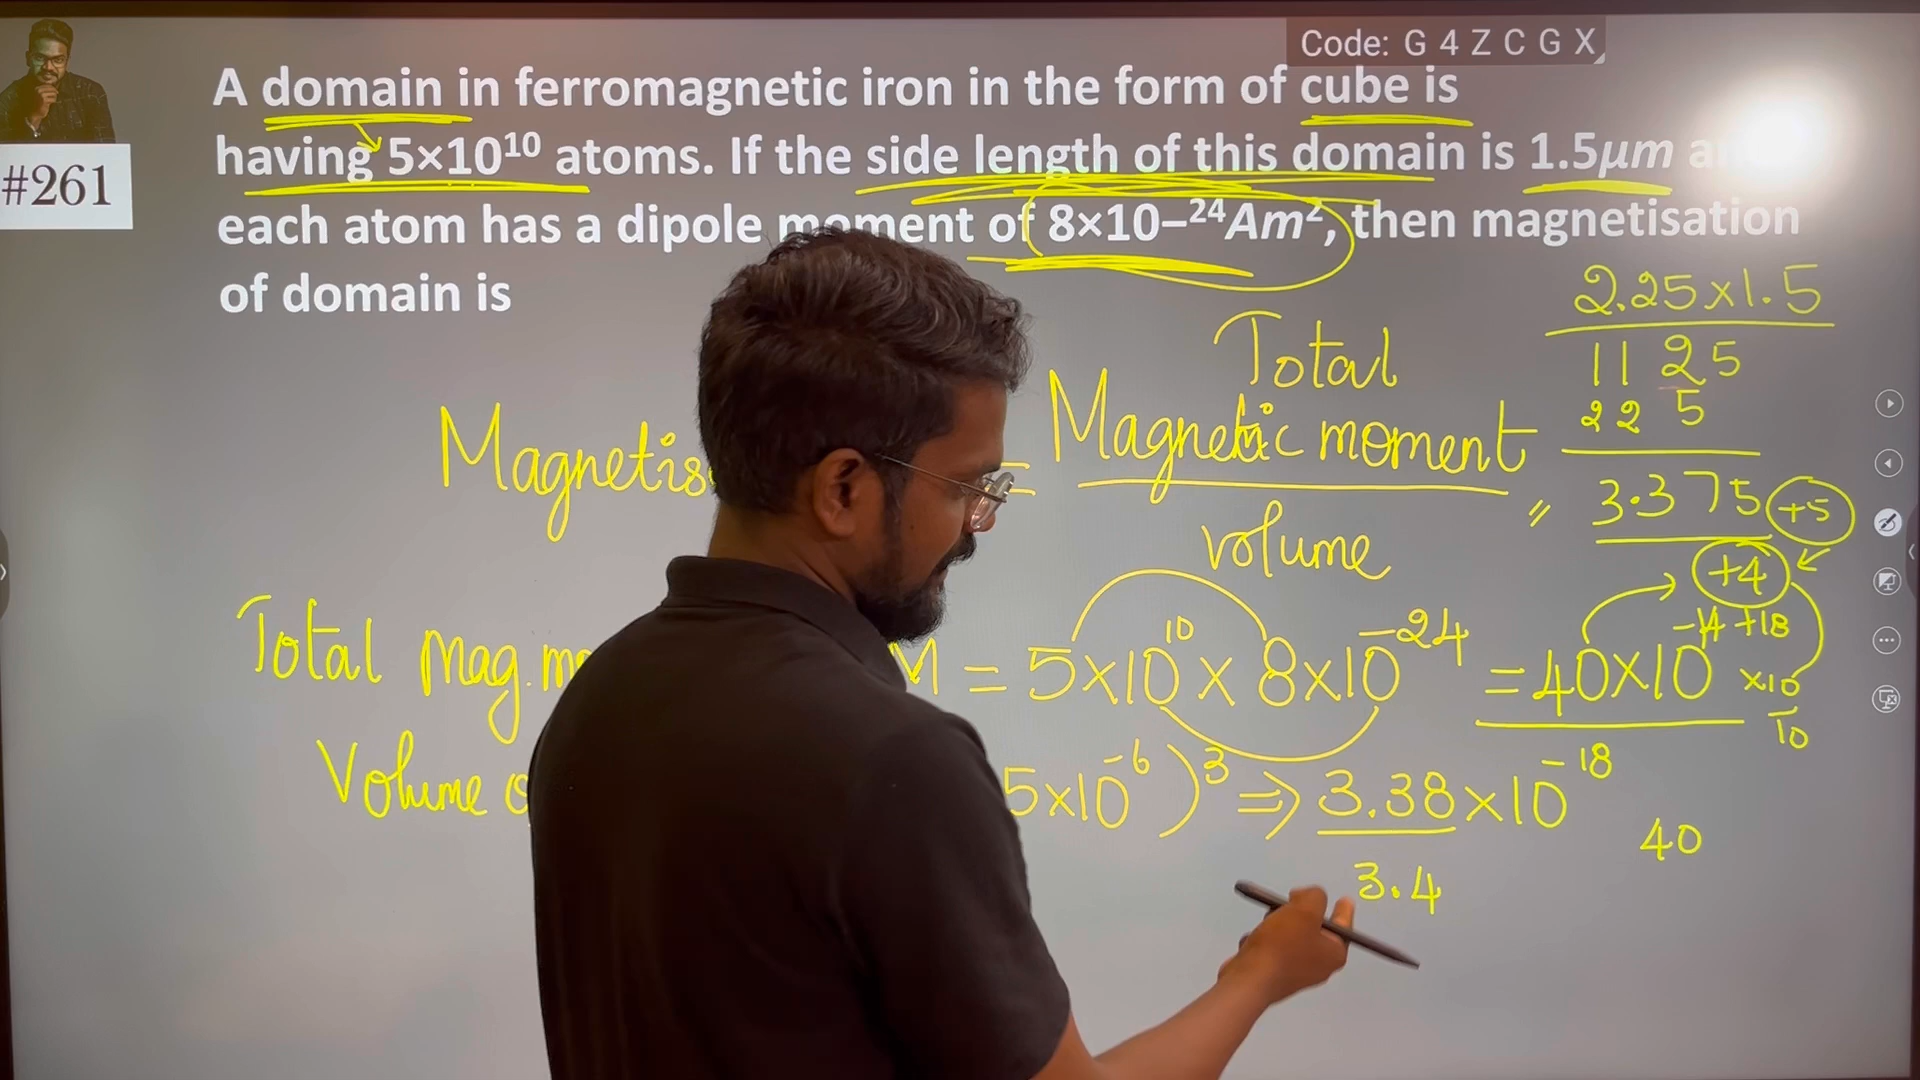 Code: G 4 Z C G X
A domain in ferromagnetic iron in the form of cube is
having 5×10¹⁰ atoms. If the side length of this domain is 1.5μm
#261
each atom has a dipole moment of 8×10–²⁴Am², then magnetisation
of domain is
2.25×1.5
1125
225
3.375 +5
+4
Total
Magnetic moment
volume
Total mag.
M = 5×10¹⁰ × 8×10⁻²⁴ = 40×10⁻¹⁴ ⁺¹⁸ ×10
10
Volume
5×10⁻⁶)³ ⇒ 3.38×10⁻¹⁸
40
3.4